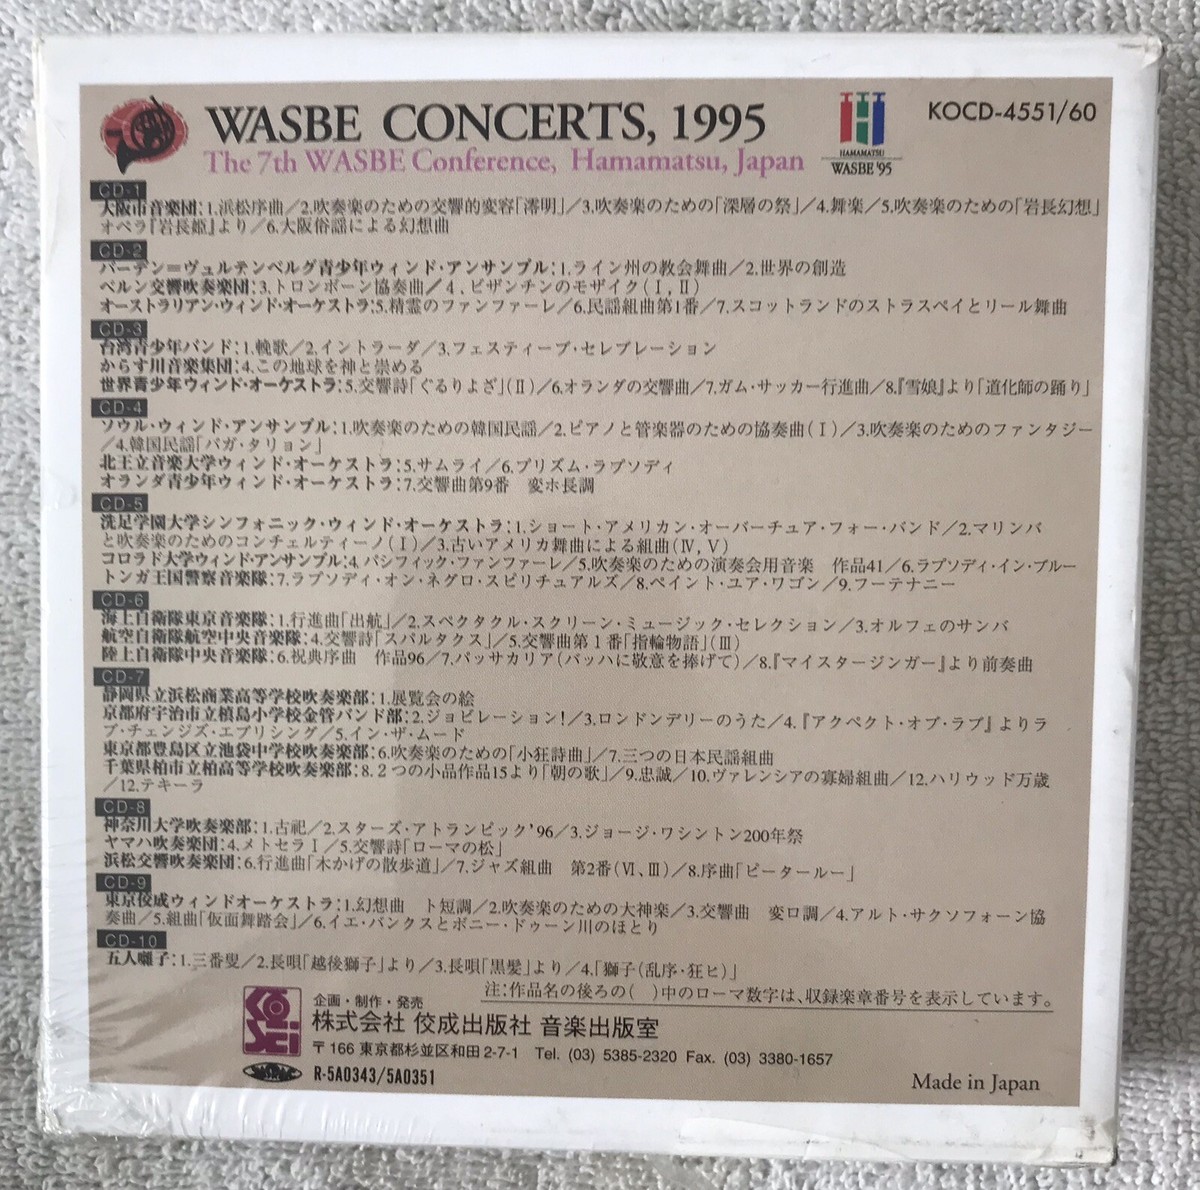 WASBE CONCERTS, 1995
The 7th WASBE Conference, Hamamatsu, Japan
HAMAMATSU
WASBE '95
KOCD-4551/60
CD-1
大阪市音楽団:1.浜松序曲/2.吹奏楽のための交響的変容「澪明」/3.吹奏楽のための「深層の祭」/4.舞楽/5.吹奏楽のための「岩長幻想」
オペラ『岩長姫』より/6.大阪俗謡による幻想曲
CD-2
バーデン=ヴュルテンベルグ青少年ウィンド・アンサンブル:1.ライン州の教会舞曲/2.世界の創造
ベルン交響吹奏楽団:3.トロンボーン協奏曲/4.ビザンチンのモザイク(I,II)
オーストラリアン・ウィンド・オーケストラ:5.精霊のファンファーレ/6.民謡組曲第1番/7.スコットランドのストラスペイとリール舞曲
CD-3
台湾青少年バンド:1.輓歌/2.イントラーダ/3.フェスティーブ・セレブレーション
からす川音楽集団:4.この地球を神と崇める
世界青少年ウィンド・オーケストラ:5.交響詩「ぐるりよざ」(II)/6.オランダの交響曲/7.ガム・サッカー行進曲/8.『雪娘』より「道化師の踊り」
CD-4
ソウル・ウィンド・アンサンブル:1.吹奏楽のための韓国民謡/2.ピアノと管楽器のための協奏曲(I)/3.吹奏楽のためのファンタジー
/4.韓国民謡「バガ・タリョン」
北王立音楽大学ウィンド・オーケストラ:5.サムライ/6.プリズム・ラプソディ
オランダ青少年ウィンド・オーケストラ:7.交響曲第9番 変ホ長調
CD-5
洗足学園大学シンフォニック・ウィンド・オーケストラ:1.ショート・アメリカン・オーバーチュア・フォー・バンド/2.マリンバ
と吹奏楽のためのコンチェルティーノ(I)/3.古いアメリカ舞曲による組曲(IV,V)
コロラド大学ウィンド・アンサンブル:4.パシフィック・ファンファーレ/5.吹奏楽のための演奏会用音楽 作品41/6.ラプソディ・イン・ブルー
トンガ王国警察音楽隊:7.ラプソディ・オン・ネグロ・スピリチュアルズ/8.ペイント・ユア・ワゴン/9.フーテナニー
CD-6
海上自衛隊東京音楽隊:1.行進曲「出航」/2.スペクタクル・スクリーン・ミュージック・セレクション/3.オルフェのサンバ
航空自衛隊航空中央音楽隊:4.交響詩「スパルタクス」/5.交響曲第1番「指輪物語」(III)
陸上自衛隊中央音楽隊:6.祝典序曲 作品96/7.パッサカリア(バッハに敬意を捧げて)/8.『マイスタージンガー』より前奏曲
CD-7
静岡県立浜松商業高等学校吹奏楽部:1.展覧会の絵
京都府宇治市立槙島小学校金管バンド部:2.ジョビレーション!/3.ロンドンデリーのうた/4.『アクペクト・オブ・ラブ』よりラ
ブ・チェンジズ・エブリシング/5.イン・ザ・ムード
東京都豊島区立池袋中学校吹奏楽部:6.吹奏楽のための「小狂詩曲」/7.三つの日本民謡組曲
千葉県柏市立柏高等学校吹奏楽部:8.2つの小品作品15より「朝の歌」/9.忠誠/10.ヴァレンシアの寡婦組曲/12.ハリウッド万歳
/12.テキーラ
CD-8
神奈川大学吹奏楽部:1.古祀/2.スターズ・アトランピック'96/3.ジョージ・ワシントン200年祭
ヤマハ吹奏楽団:4.メトセラI/5.交響詩「ローマの松」
浜松交響吹奏楽団:6.行進曲「木かげの散歩道」/7.ジャズ組曲 第2番(VI、III)/8.序曲「ピータールー」
CD-9
東京佼成ウィンドオーケストラ:1.幻想曲 ト短調/2.吹奏楽のための大神楽/3.交響曲 変ロ調/4.アルト・サクソフォーン協
奏曲/5.組曲「仮面舞踏会」/6.イエ・バンクスとボニー・ドゥーン川のほとり
CD-10
五人囃子:1.三番叟/2.長唄「越後獅子」より/3.長唄「黒髪」より/4.「獅子(乱序・狂ヒ)」
注:作品名の後ろの( )中のローマ数字は、収録楽章番号を表示しています。
KOSEI
企画・制作・発売
株式会社 佼成出版社 音楽出版室
〒166 東京都杉並区和田2-7-1 Tel. (03) 5385-2320 Fax. (03) 3380-1657
R-5A0343/5A0351
Made in Japan